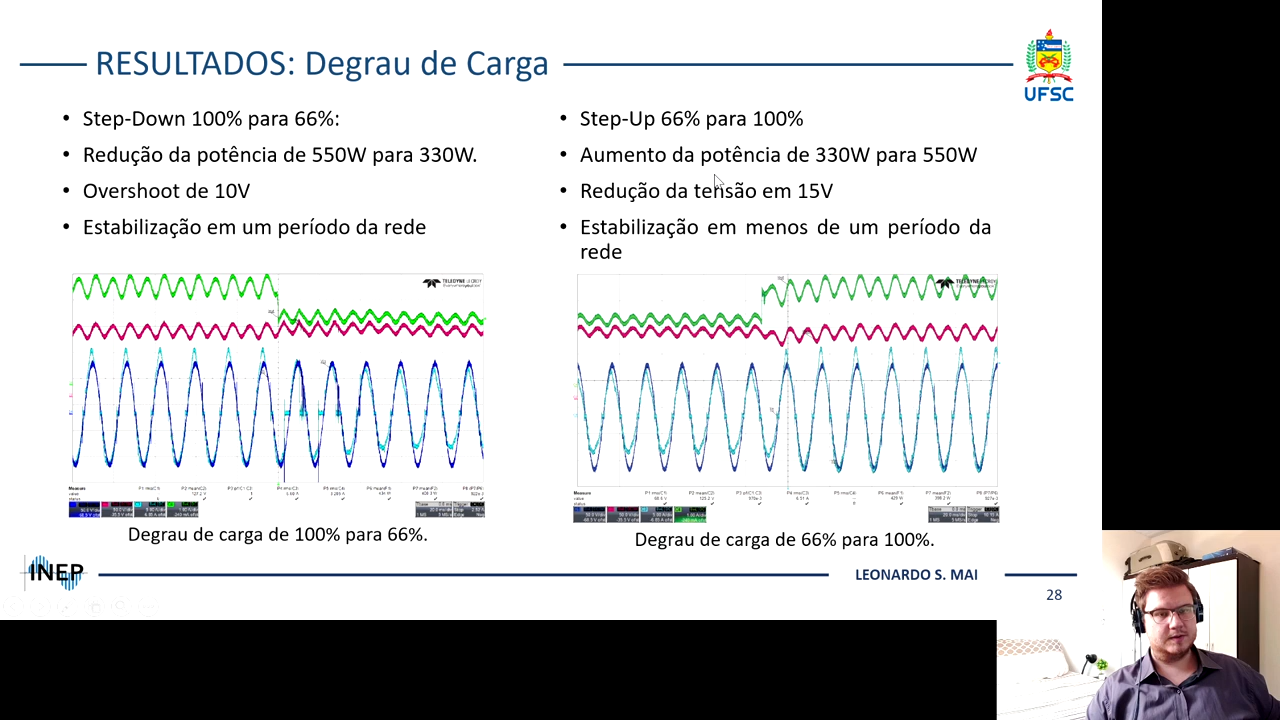 RESULTADOS: Degrau de Carga
UFSC
• Step-Down 100% para 66%:
• Redução da potência de 550W para 330W.
• Overshoot de 10V
• Estabilização em um período da rede
• Step-Up 66% para 100%
• Aumento da potência de 330W para 550W
• Redução da tensão em 15V
• Estabilização em menos de um período da
rede
TELEDYNE LECROY
Degrau de carga de 100% para 66%.
Degrau de carga de 66% para 100%.
INEP
LEONARDO S. MAI
28